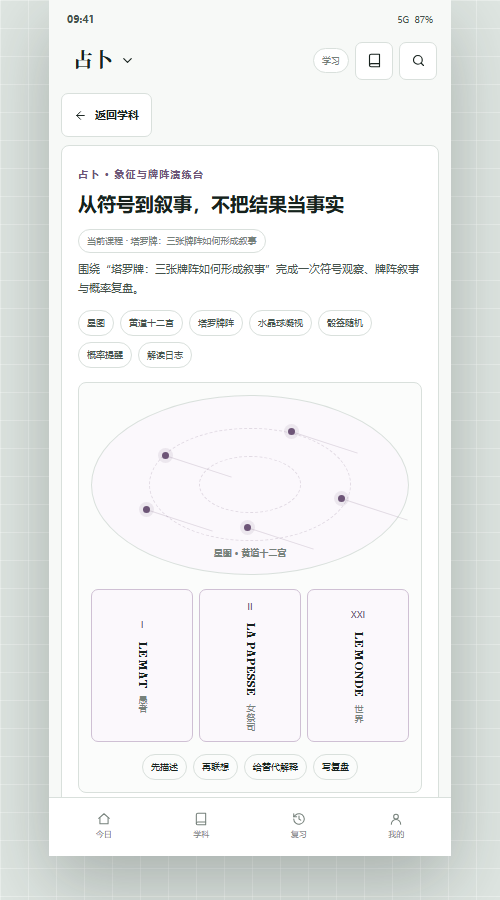 09:41
5G 87%
占卜
学习
返回学科
占卜 • 象征与牌阵演练台
从符号到叙事，不把结果当事实
当前课程 · 塔罗牌：三张牌阵如何形成叙事
围绕“塔罗牌：三张牌阵如何形成叙事”完成一次符号观察、牌阵叙事
与概率复盘。
星图
黄道十二宫
塔罗牌阵
水晶球凝视
骰签随机
概率提醒
解读日志
星图 • 黄道十二宫
I
LE MAT
愚者
II
LA PAPESSE
女祭司
XXI
LE MONDE
世界
先描述
再联想
给替代解释
写复盘
今日
学科
复习
我的